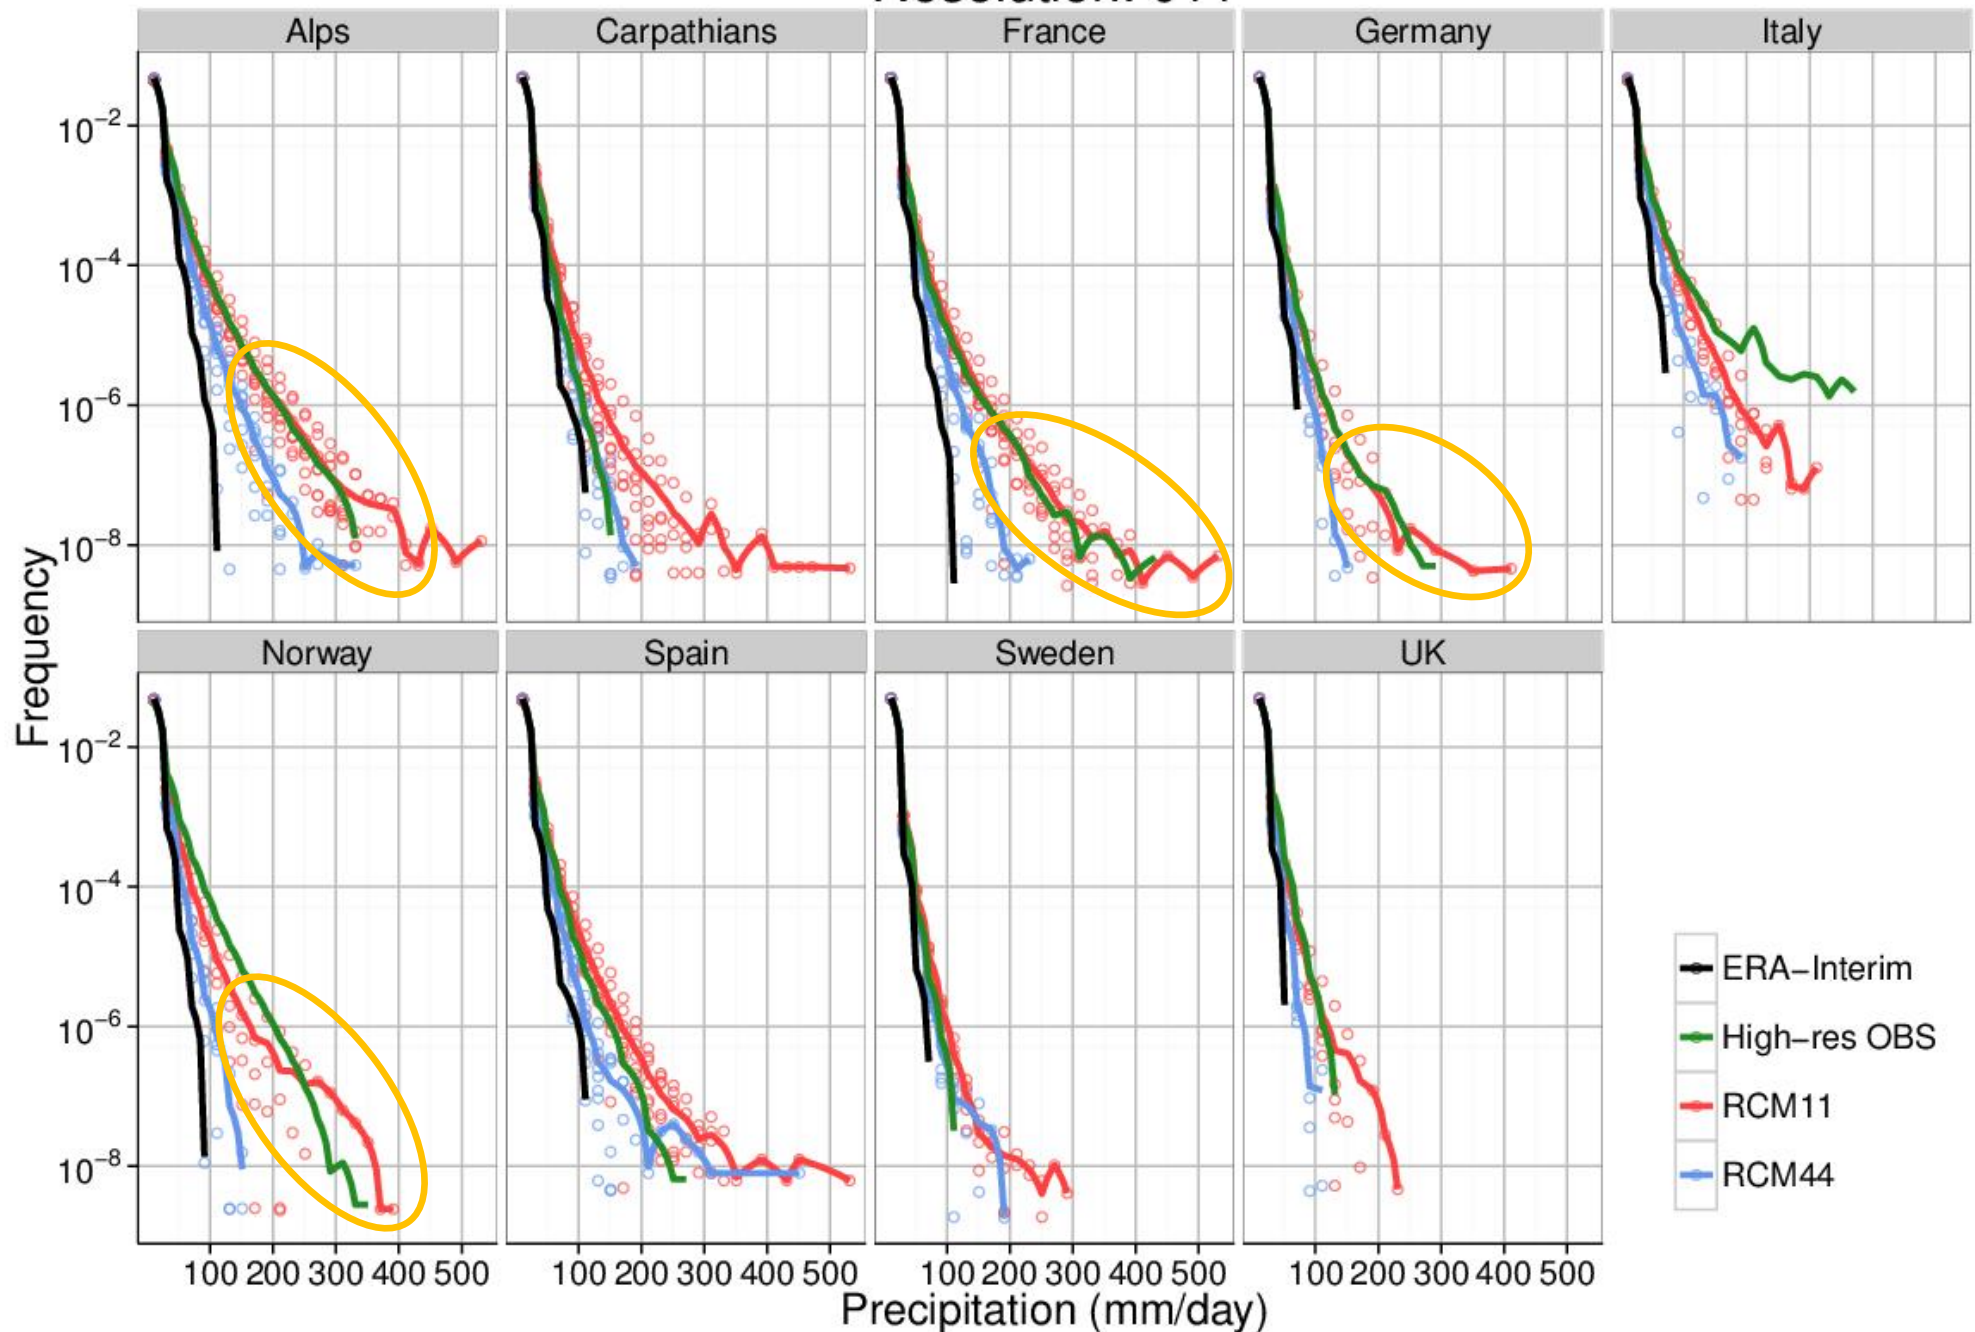 Alps Carpathians France Germany Italy
10−2
10−4
10−6
10−8
Frequency
Norway Spain Sweden UK
10−2
10−4
10−6
10−8
100 200 300 400 500 100 200 300 400 500 100 200 300 400 500 100 200 300 400 500
Precipitation (mm/day)
ERA−Interim
High−res OBS
RCM11
RCM44